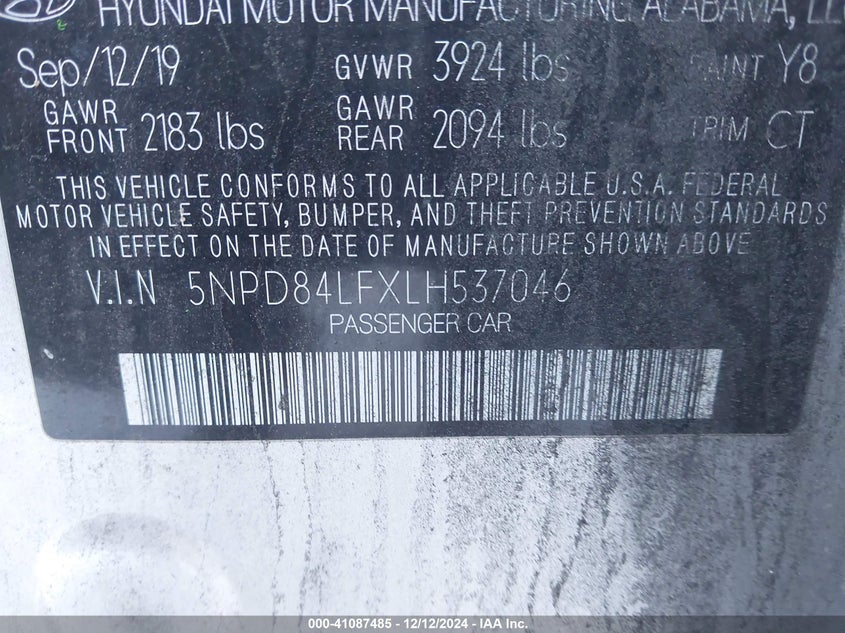 HYUNDAI MOTOR MANUFACTURING ALABAMA, LLC
Sep/12/19 GVWR 3924 lbs PAINT Y8
GAWR FRONT 2183 lbs GAWR REAR 2094 lbs TRIM CT
THIS VEHICLE CONFORMS TO ALL APPLICABLE U.S.A. FEDERAL
MOTOR VEHICLE SAFETY, BUMPER, AND THEFT PREVENTION STANDARDS
IN EFFECT ON THE DATE OF MANUFACTURE SHOWN ABOVE
V.I.N 5NPD84LFXLH537046
PASSENGER CAR
000-41087485 - 12/12/2024 - IAA Inc.